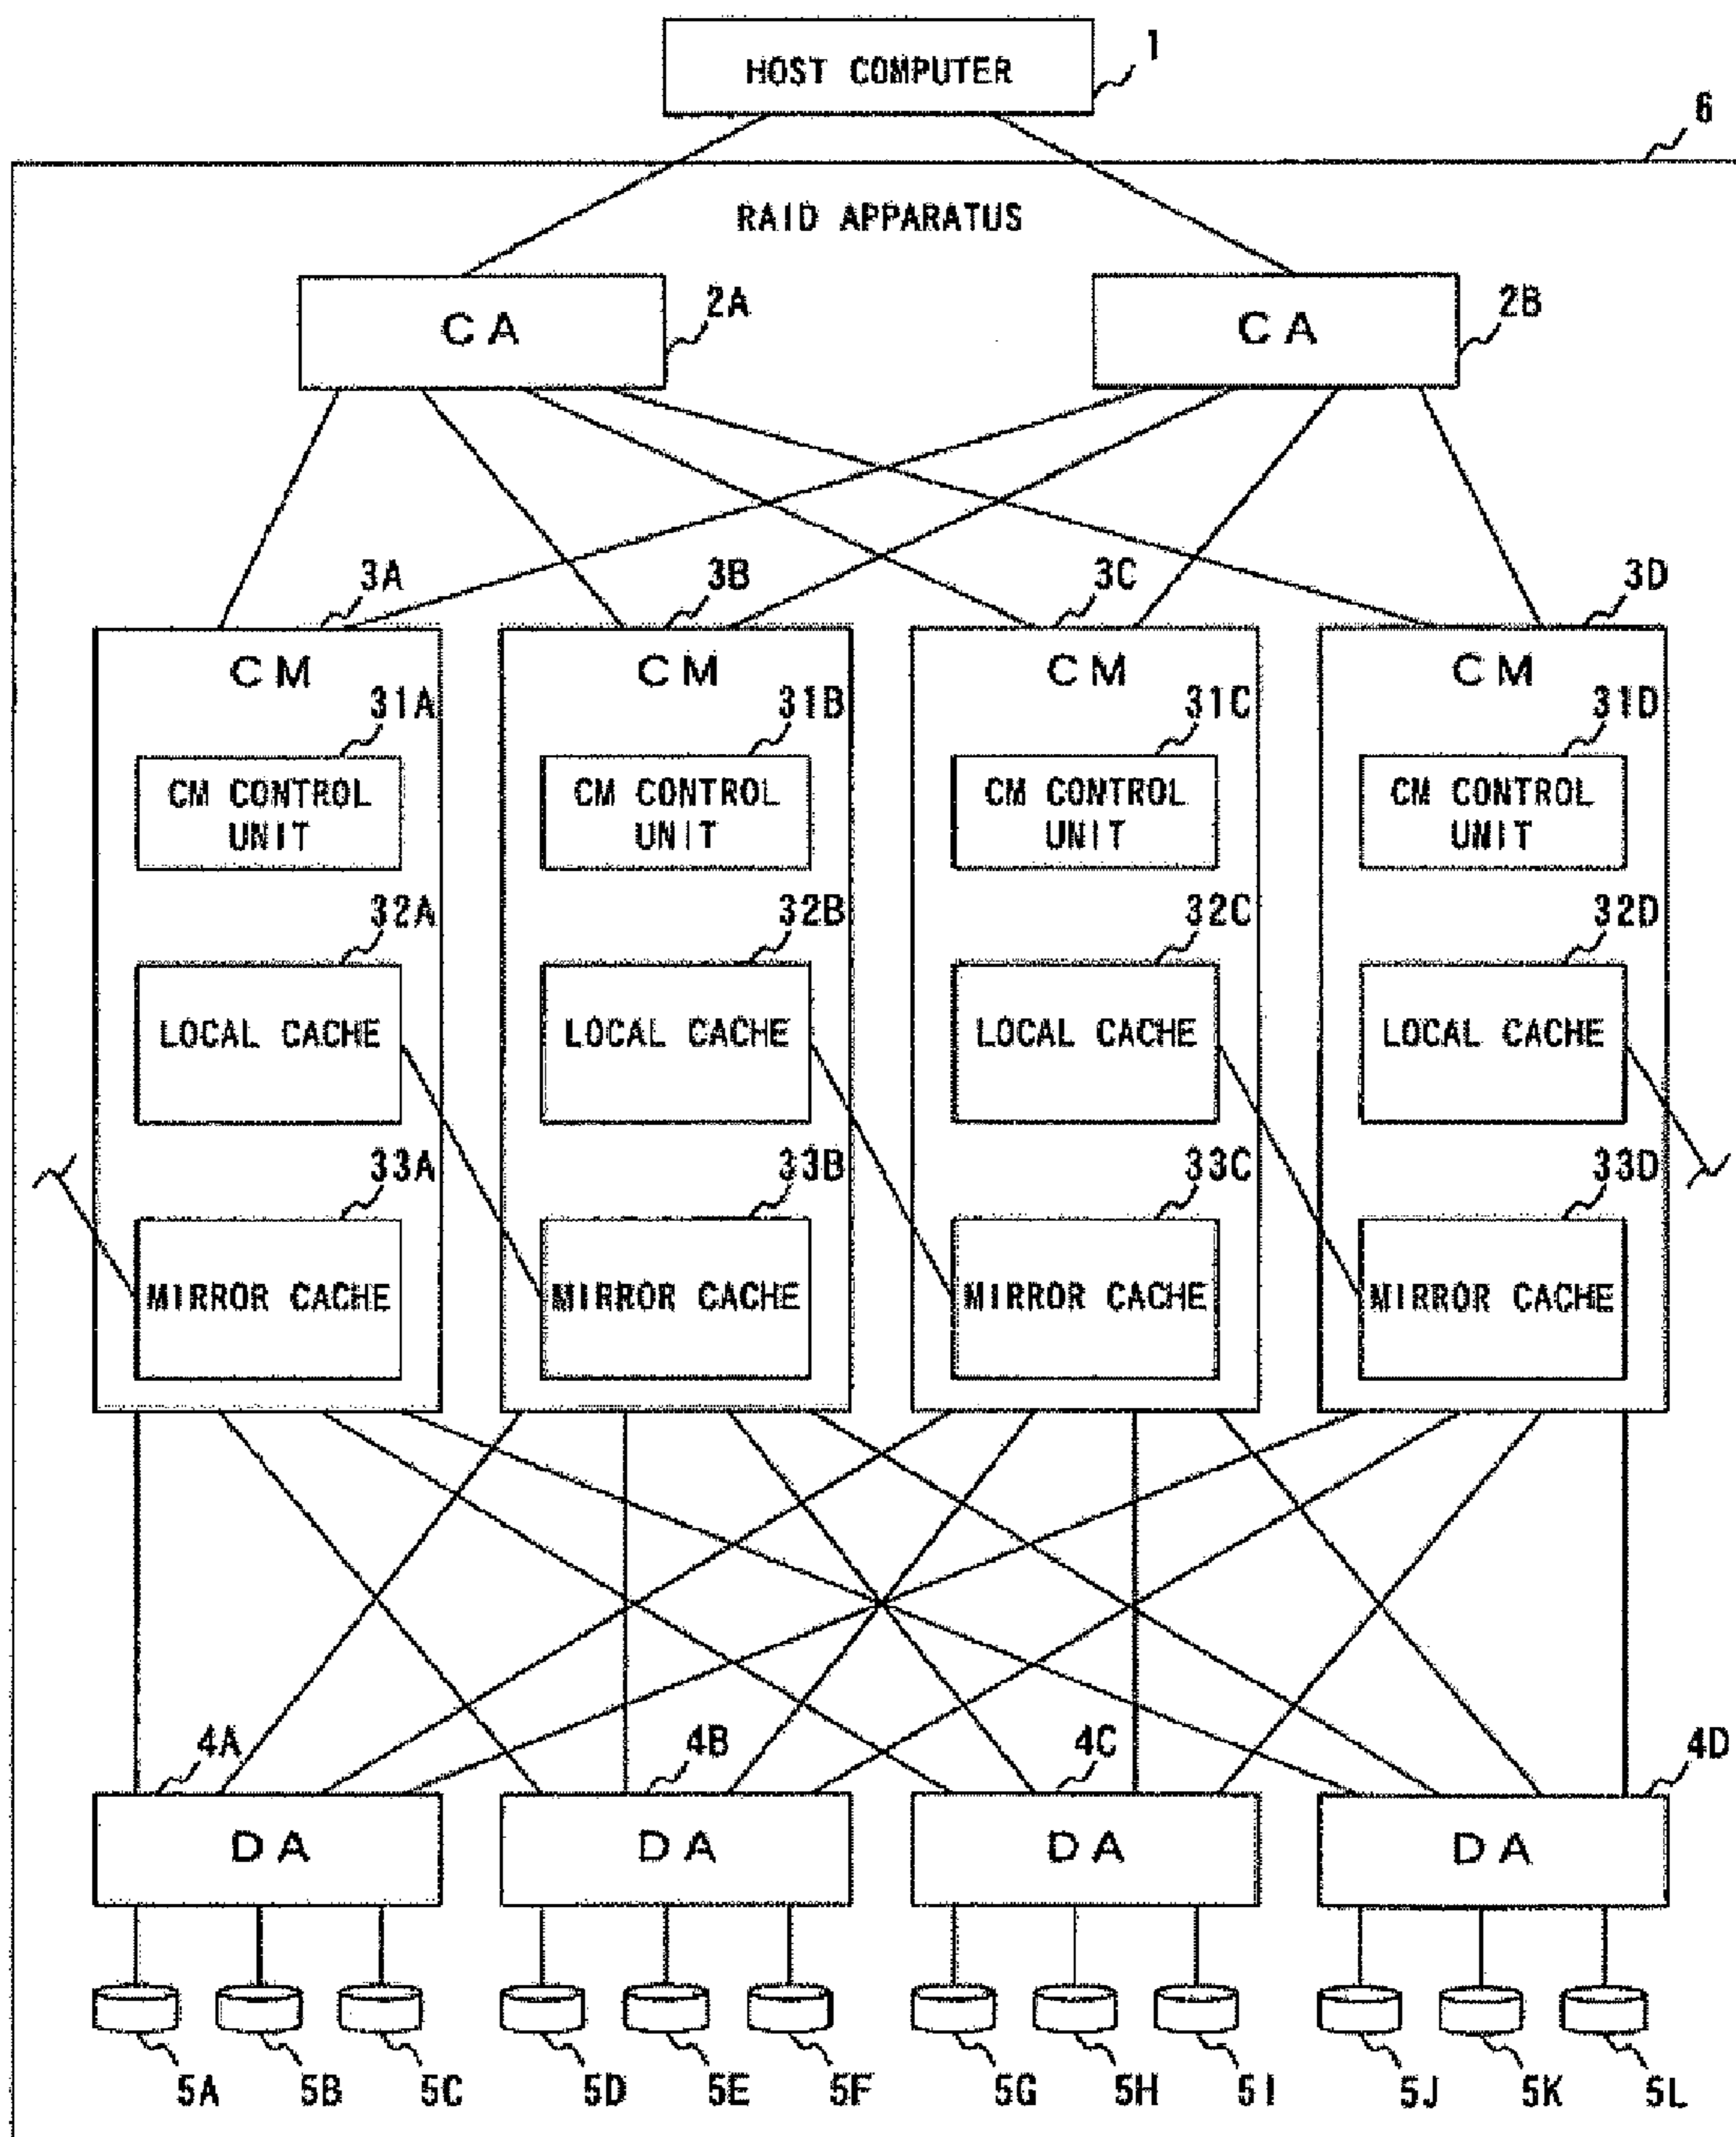 HOST COMPUTER
1
6
RAID APPARATUS
CA
2A
CA
2B
3A
3B
3C
3D
CM
CM
CM
CM
31A
31B
31C
31D
CM CONTROL
UNIT
CM CONTROL
UNIT
CM CONTROL
UNIT
CM CONTROL
UNIT
32A
32B
32C
32D
LOCAL CACHE
LOCAL CACHE
LOCAL CACHE
LOCAL CACHE
33A
33B
33C
33D
MIRROR CACHE
MIRROR CACHE
MIRROR CACHE
MIRROR CACHE
4A
4B
4C
4D
DA
DA
DA
DA
5A
5B
5C
5D
5E
5F
5G
5H
5I
5J
5K
5L